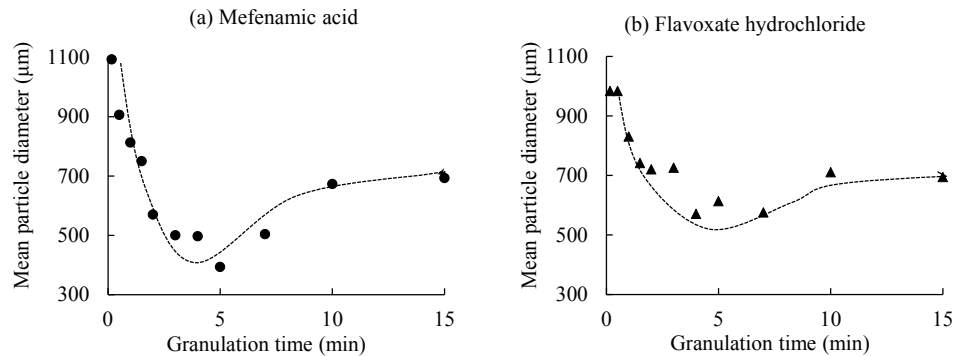 (a) Mefenamic acid
Mean particle diameter (μm)
1100
900
700
500
300
0 5 10 15
Granulation time (min)
(b) Flavoxate hydrochloride
Mean particle diameter (μm)
1100
900
700
500
300
0 5 10 15
Granulation time (min)